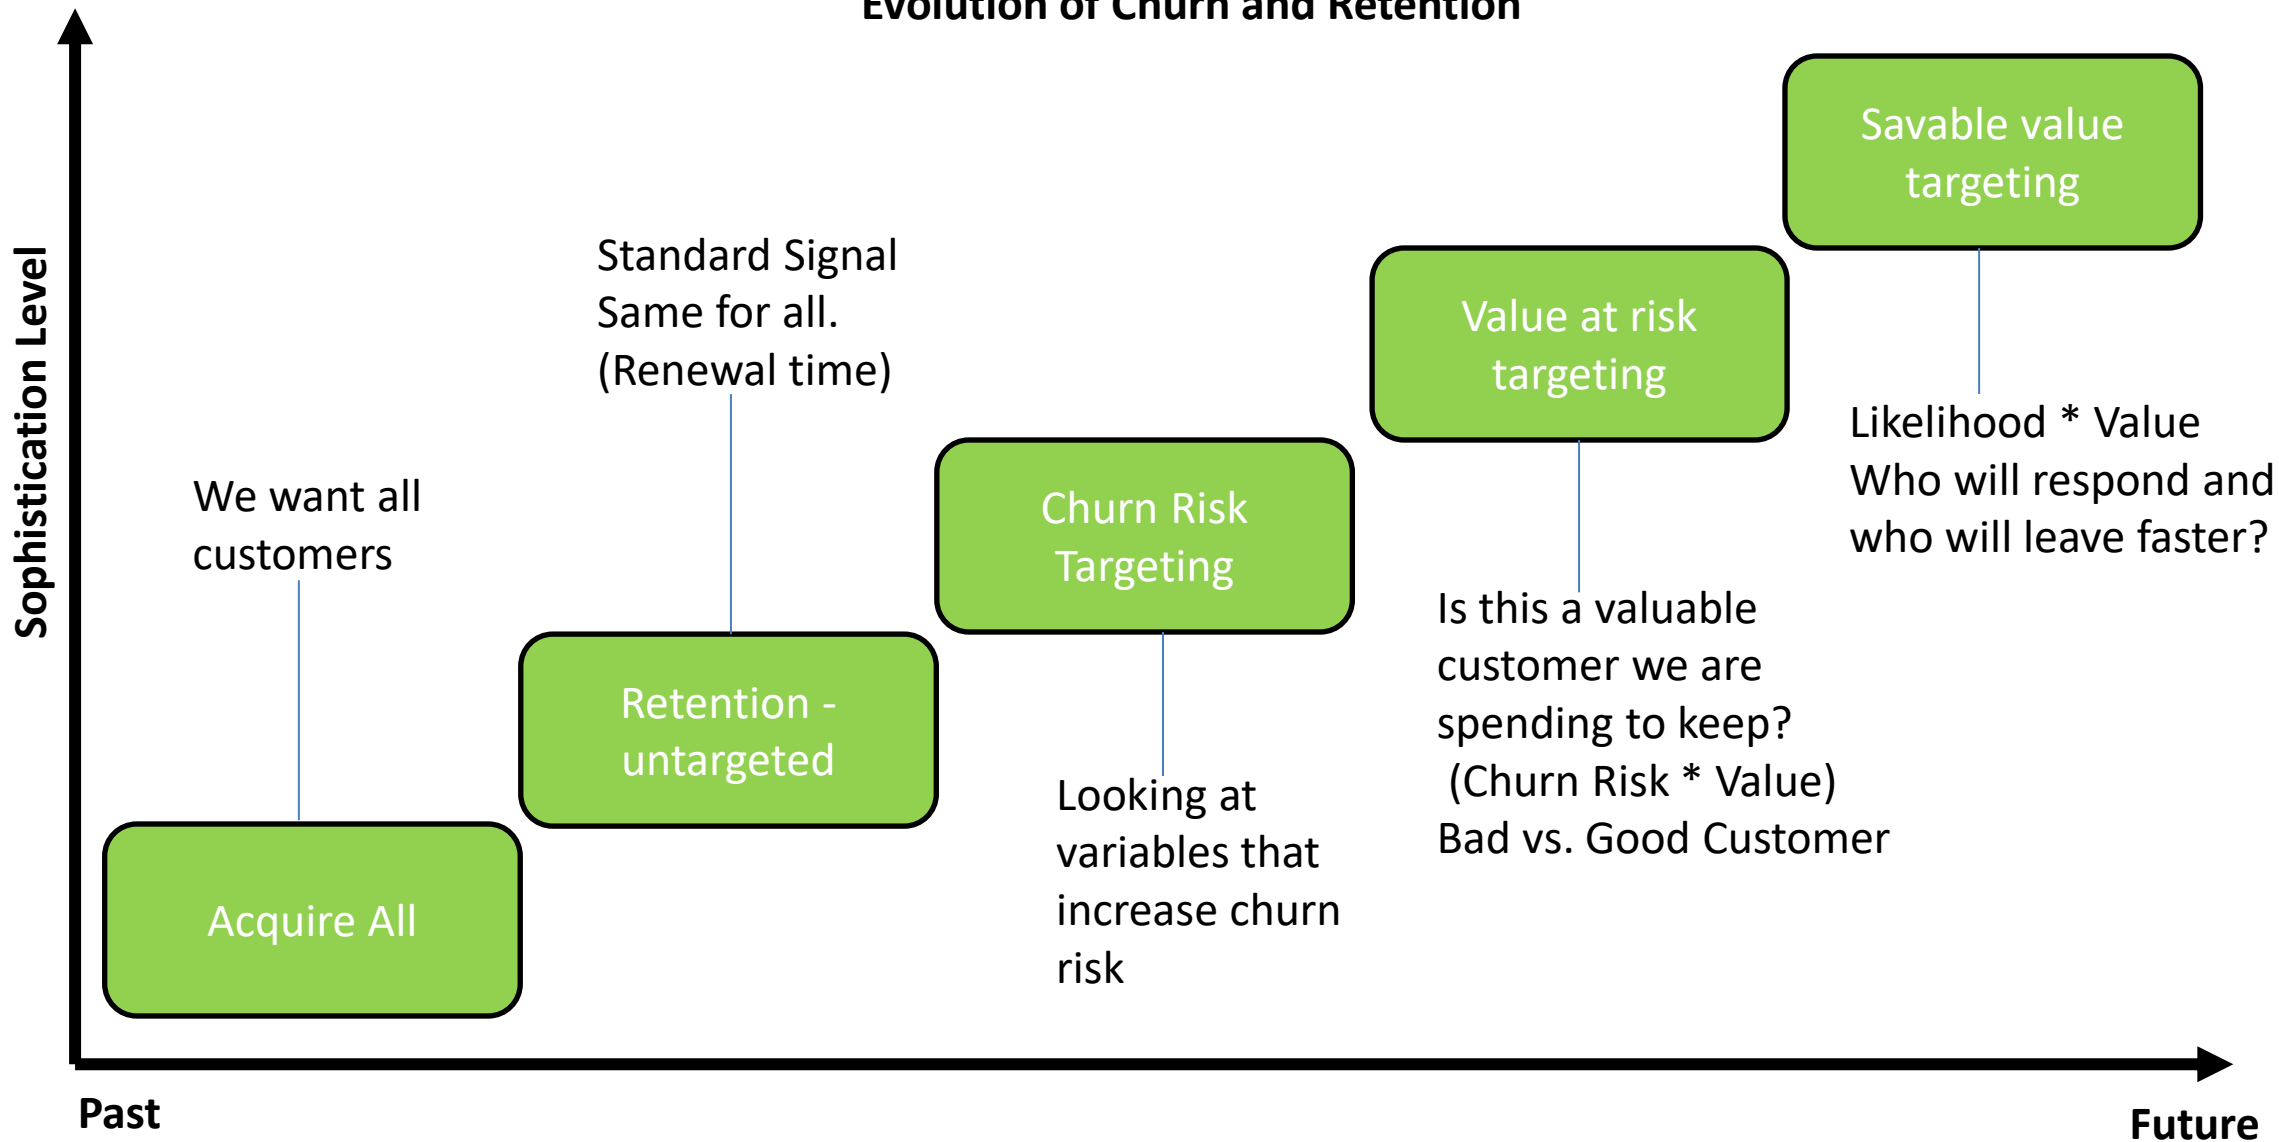 Evolution of Churn and Retention
Sophistication Level
We want all
customers
Acquire All
Standard Signal
Same for all.
(Renewal time)
Retention -
untargeted
Churn Risk
Targeting
Looking at
variables that
increase churn
risk
Value at risk
targeting
Is this a valuable
customer we are
spending to keep?
(Churn Risk * Value)
Bad vs. Good Customer
Savable value
targeting
Likelihood * Value
Who will respond and
who will leave faster?
Past
Future